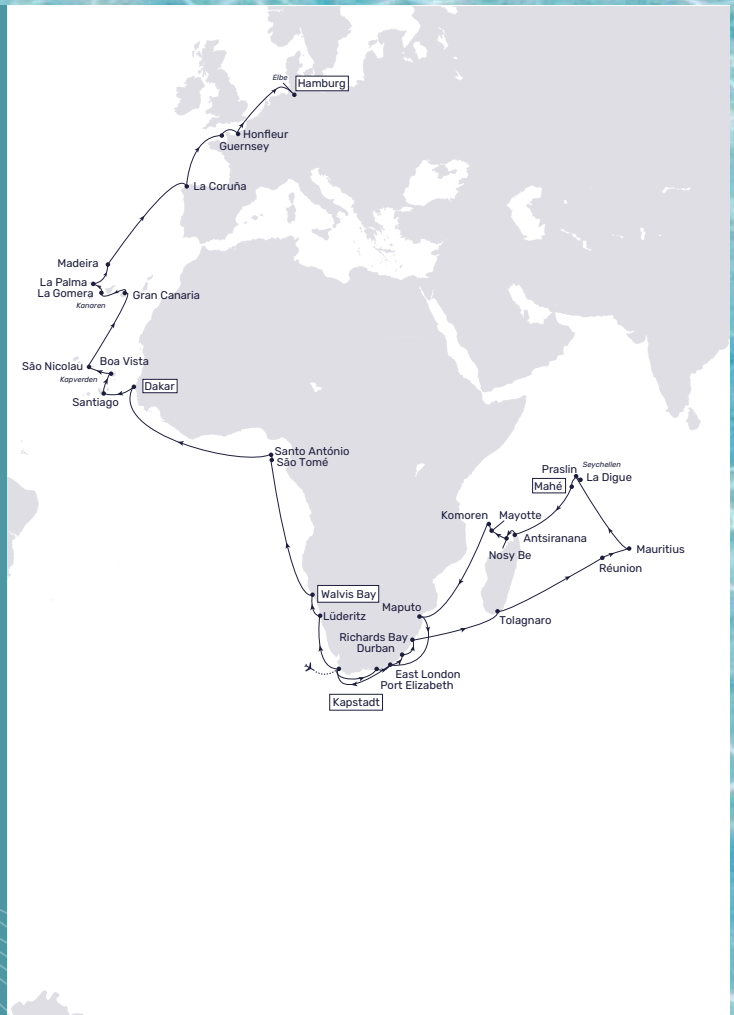 Elbe
Hamburg
Honfleur
Guernsey
La Coruña
Madeira
La Palma
La Gomera
Gran Canaria
Kanaren
São Nicolau
Boa Vista
Kapverden
Dakar
Santiago
Santo António
São Tomé
Seychellen
Praslin
La Digue
Mahé
Komoren
Mayotte
Antsiranana
Nosy Be
Mauritius
Réunion
Walvis Bay
Maputo
Lüderitz
Tolagnaro
Richards Bay
Durban
East London
Port Elizabeth
Kapstadt